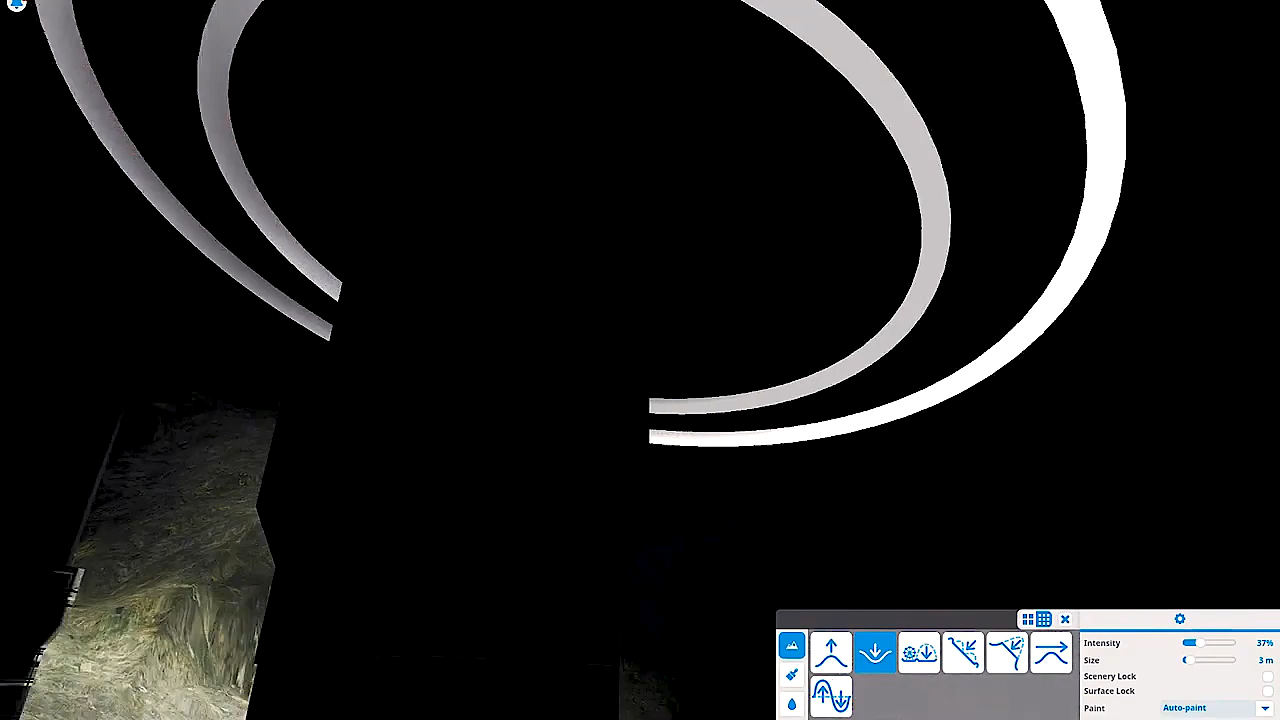 Intensity 37%
Size 3 m
Scenery Lock
Surface Lock
Paint Auto-paint